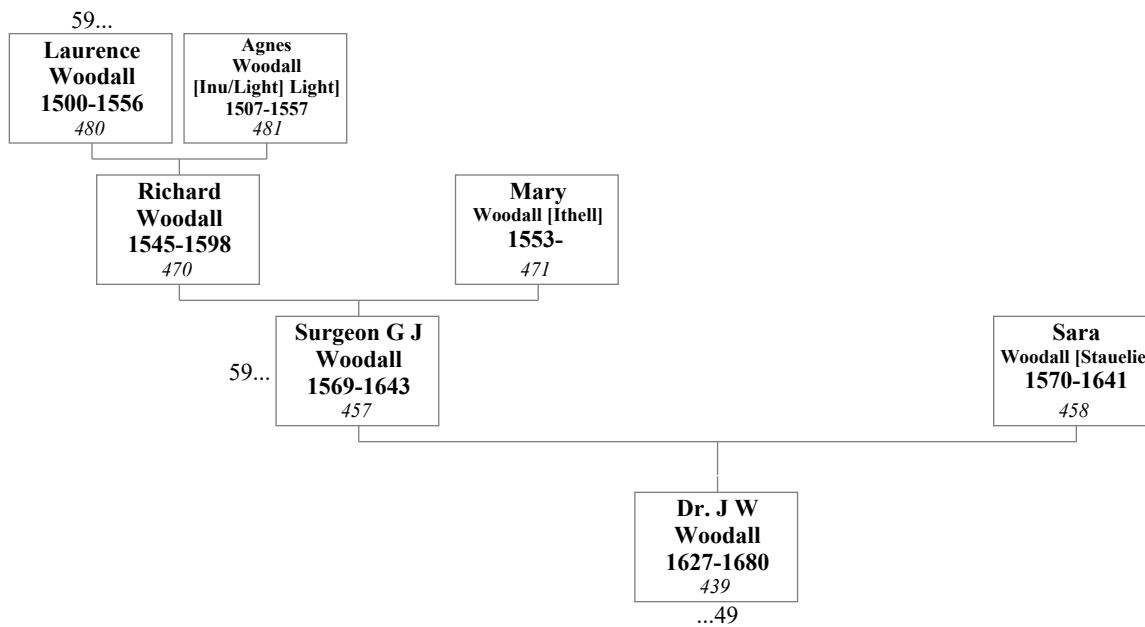 59...
Laurence
Woodall
1500-1556
480
Agnes
Woodall
[Inu/Light] Light]
1507-1557
481
Richard
Woodall
1545-1598
470
Mary
Woodall [Ithell]
1553-
471
59...
Surgeon G J
Woodall
1569-1643
457
Sara
Woodall [Stauelie
1570-1641
458
Dr. J W
Woodall
1627-1680
439
...49